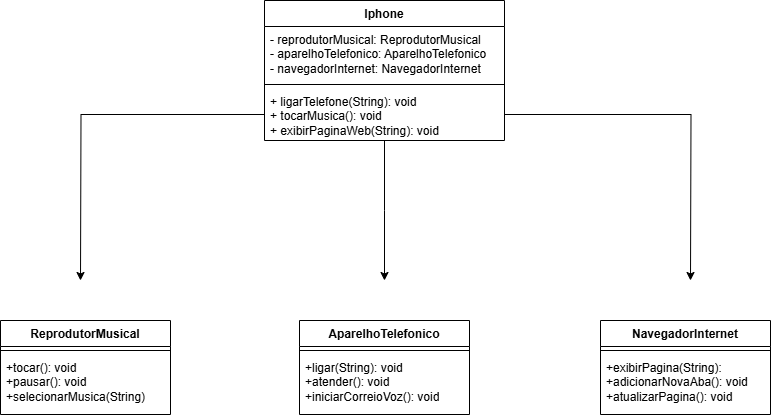 Iphone
- reprodutorMusical: ReprodutorMusical
- aparelhoTelefonico: AparelhoTelefonico
- navegadorInternet: NavegadorInternet
+ ligarTelefone(String): void
+ tocarMusica(): void
+ exibirPaginaWeb(String): void
ReprodutorMusical
+tocar(): void
+pausar(): void
+selecionarMusica(String)
AparelhoTelefonico
+ligar(String): void
+atender(): void
+iniciarCorreioVoz(): void
NavegadorInternet
+exibirPagina(String):
+adicionarNovaAba(): void
+atualizarPagina(): void